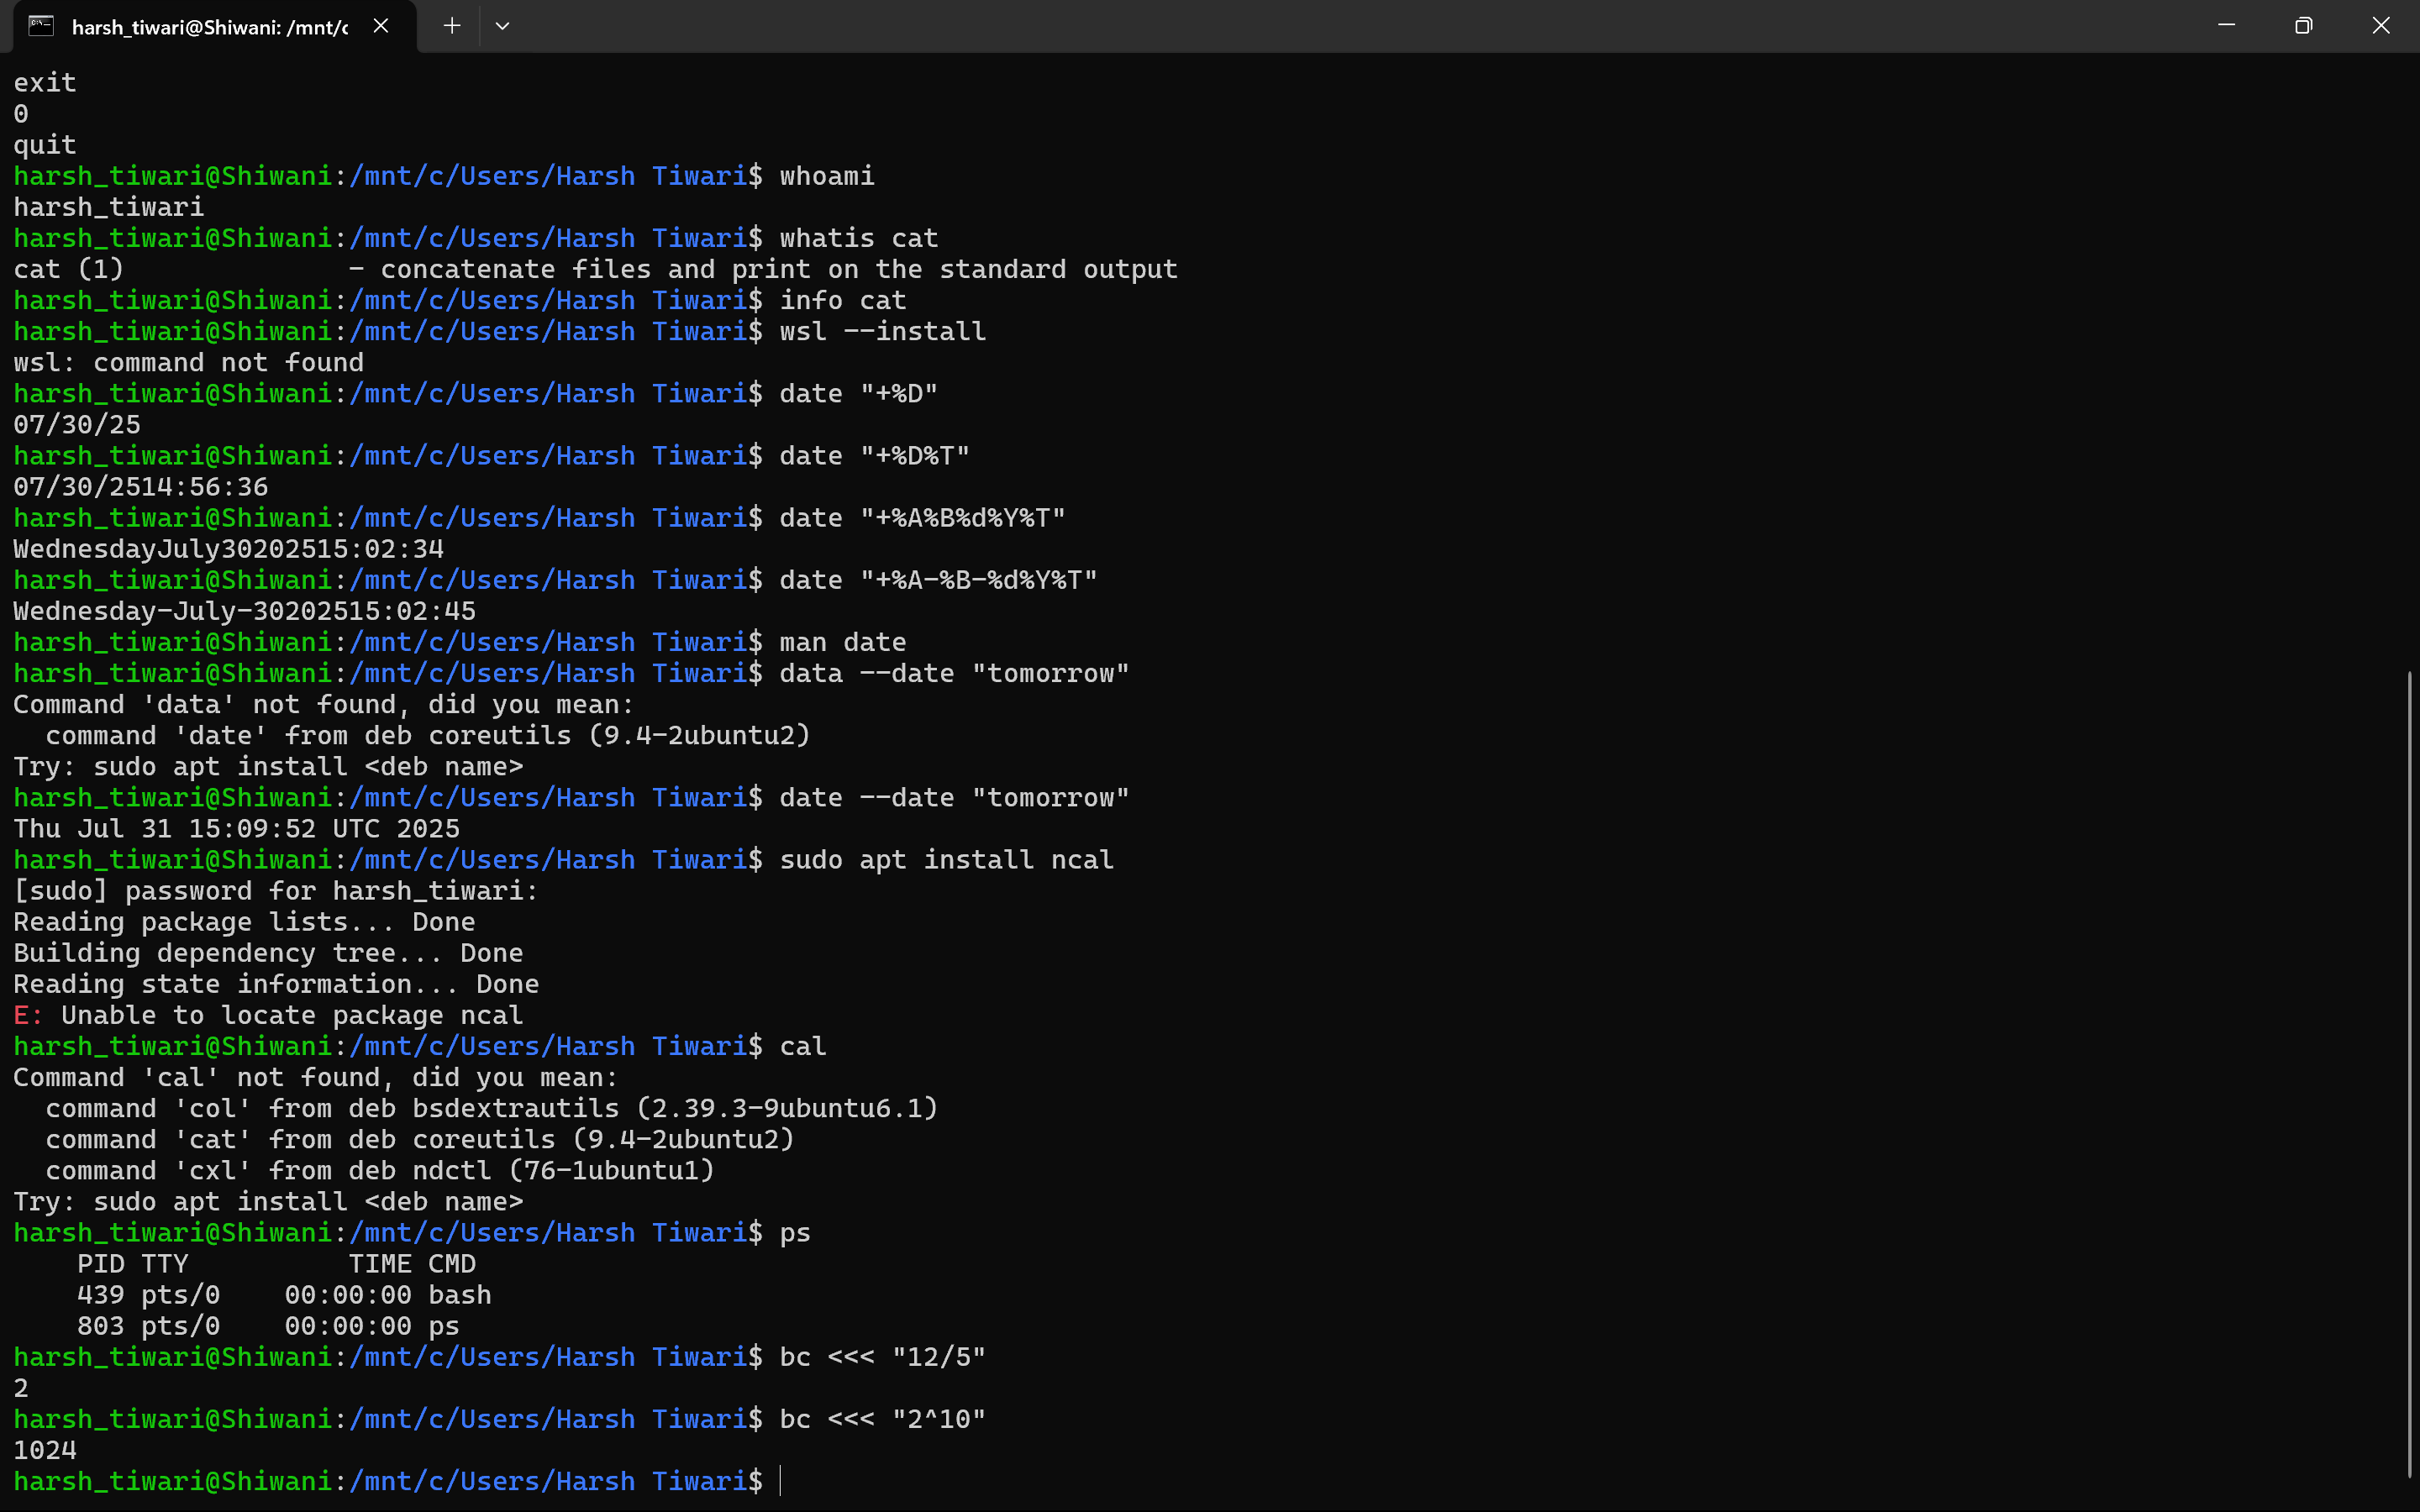 harsh_tiwari@Shiwani: /mnt/c
exit
0
quit
harsh_tiwari@Shiwani:/mnt/c/Users/Harsh Tiwari$ whoami
harsh_tiwari
harsh_tiwari@Shiwani:/mnt/c/Users/Harsh Tiwari$ whatis cat
cat (1)              - concatenate files and print on the standard output
harsh_tiwari@Shiwani:/mnt/c/Users/Harsh Tiwari$ info cat
harsh_tiwari@Shiwani:/mnt/c/Users/Harsh Tiwari$ wsl --install
wsl: command not found
harsh_tiwari@Shiwani:/mnt/c/Users/Harsh Tiwari$ date "+%D"
07/30/25
harsh_tiwari@Shiwani:/mnt/c/Users/Harsh Tiwari$ date "+%D%T"
07/30/2514:56:36
harsh_tiwari@Shiwani:/mnt/c/Users/Harsh Tiwari$ date "+%A%B%d%Y%T"
WednesdayJuly30202515:02:34
harsh_tiwari@Shiwani:/mnt/c/Users/Harsh Tiwari$ date "+%A-%B-%d%Y%T"
Wednesday-July-30202515:02:45
harsh_tiwari@Shiwani:/mnt/c/Users/Harsh Tiwari$ man date
harsh_tiwari@Shiwani:/mnt/c/Users/Harsh Tiwari$ data --date "tomorrow"
Command 'data' not found, did you mean:
  command 'date' from deb coreutils (9.4-2ubuntu2)
Try: sudo apt install <deb name>
harsh_tiwari@Shiwani:/mnt/c/Users/Harsh Tiwari$ date --date "tomorrow"
Thu Jul 31 15:09:52 UTC 2025
harsh_tiwari@Shiwani:/mnt/c/Users/Harsh Tiwari$ sudo apt install ncal
[sudo] password for harsh_tiwari:
Reading package lists... Done
Building dependency tree... Done
Reading state information... Done
E: Unable to locate package ncal
harsh_tiwari@Shiwani:/mnt/c/Users/Harsh Tiwari$ cal
Command 'cal' not found, did you mean:
  command 'col' from deb bsdextrautils (2.39.3-9ubuntu6.1)
  command 'cat' from deb coreutils (9.4-2ubuntu2)
  command 'cxl' from deb ndctl (76-1ubuntu1)
Try: sudo apt install <deb name>
harsh_tiwari@Shiwani:/mnt/c/Users/Harsh Tiwari$ ps
    PID TTY          TIME CMD
    439 pts/0    00:00:00 bash
    803 pts/0    00:00:00 ps
harsh_tiwari@Shiwani:/mnt/c/Users/Harsh Tiwari$ bc <<< "12/5"
2
harsh_tiwari@Shiwani:/mnt/c/Users/Harsh Tiwari$ bc <<< "2^10"
1024
harsh_tiwari@Shiwani:/mnt/c/Users/Harsh Tiwari$